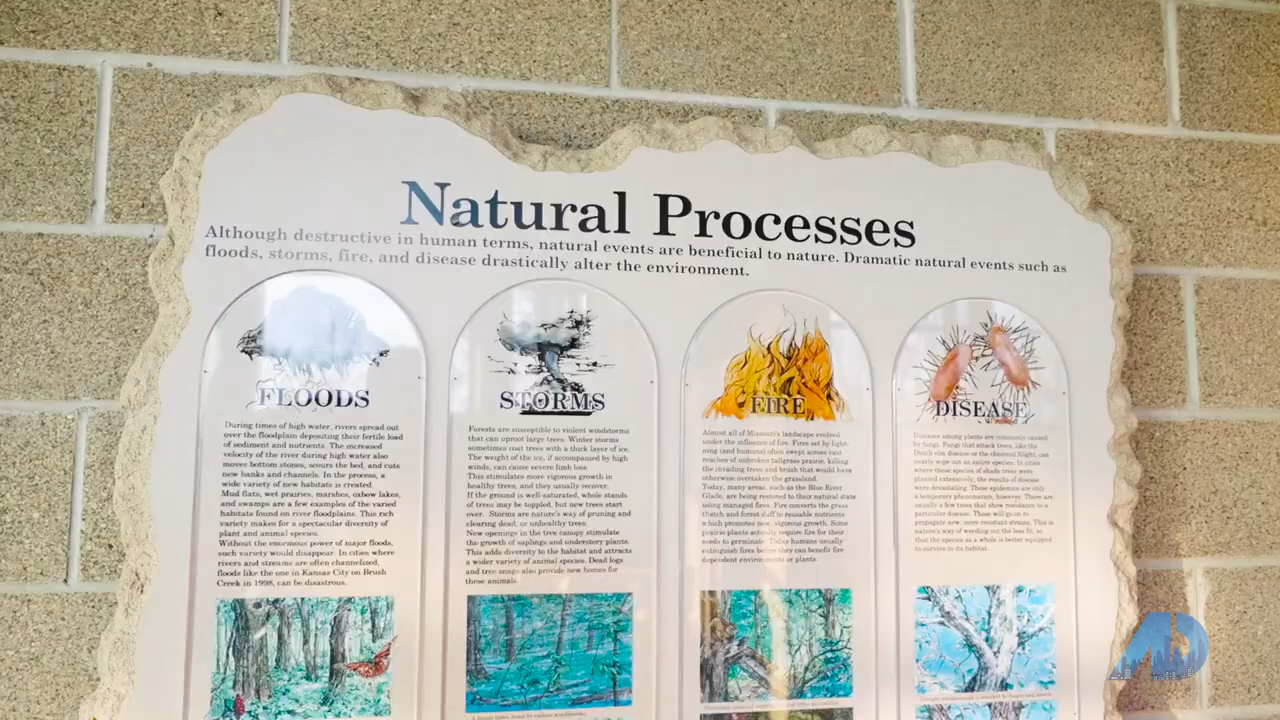 Natural Processes
Although destructive in human terms, natural events are beneficial to nature. Dramatic natural events such as
floods, storms, fire, and disease drastically alter the environment.
FLOODS
During times of high water, rivers spread out
over the floodplain depositing their fertile load
of sediment and nutrients. The increased
velocity of the river during high water also
moves bottom stones, scours the bed, and cuts
new banks and channels. In the process, a
wide variety of new habitats is created.
Mud flats, wet prairies, marshes, oxbow lakes,
and swamps are a few examples of the varied
habitats found on river floodplains. This rich
variety makes for a spectacular diversity of
plant and animal species.
Without the enormous power of major floods,
such variety would disappear. In cities where
rivers and streams are often channelized,
floods like the one in Kansas City on Brush
Creek in 1998, can be disastrous.
STORMS
Forests are susceptible to violent windstorms
that can uproot large trees. Winter storms
sometimes coat trees with a thick layer of ice.
The weight of the ice, if accompanied by high
winds, can cause severe limb loss
This stimulates more vigorous growth in
healthy trees, and they usually recover.
If the ground is well-saturated, whole stands
of trees may be toppled, but new trees start
over. Storms are nature's way of pruning and
clearing dead, or unhealthy trees.
New openings in the tree canopy stimulate
the growth of saplings and understory plants.
This adds diversity to the habitat and attracts
a wider variety of animal species. Dead logs
and tree snags also provide new homes for
these animals.
FIRE
Almost all of Missouri's landscape evolved
under the influence of fire. Fires set by light-
ning (and humans) often swept across vast
reaches of unbroken tallgrass prairie, killing
the invading trees and brush that would have
otherwise overtaken the grassland.
Today, many areas, such as the Blue River
Glade, are being restored to their natural state
using managed fires. Fire converts the grass
thatch and forest duff to reusable nutrients
which promotes new, vigorous growth. Some
prairie plants actually require fire for their
seeds to germinate. Today humans usually
extinguish fires before they can benefit fire
dependent environments or plants.
DISEASE
Diseases among plants are commonly caused
by fungi. Fungi that attack trees, like the
Dutch elm disease or the chestnut blight, can
nearly wipe out an entire species. In cities
where these species of shade trees were
planted extensively, the results of disease
were devastating. These epidemics are only
a temporary phenomenon, however. There are
usually a few trees that show resistance to a
particular disease. These will go on to
propagate new, more resistant strains. This is
nature's way of weeding out the less fit, so
that the species as a whole is better equipped
to survive in its habitat.